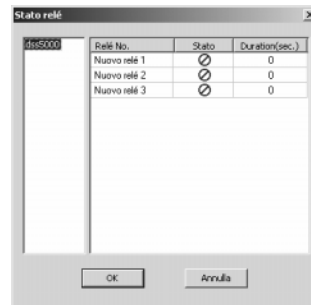 Stato relé
dss5000
Relé No. Stato Duration(sec.)
Nuovo relé 1 0
Nuovo relé 2 0
Nuovo relé 3 0
OK Annulla